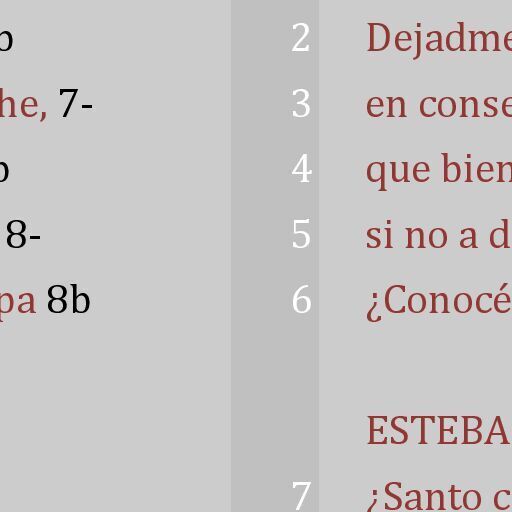 b
he, 7-
b
8-
pa 8b
2 Dejadme
3 en conse
4 que bien
5 si no a d
6 ¿Conocé
ESTEBA
7 ¿Santo c